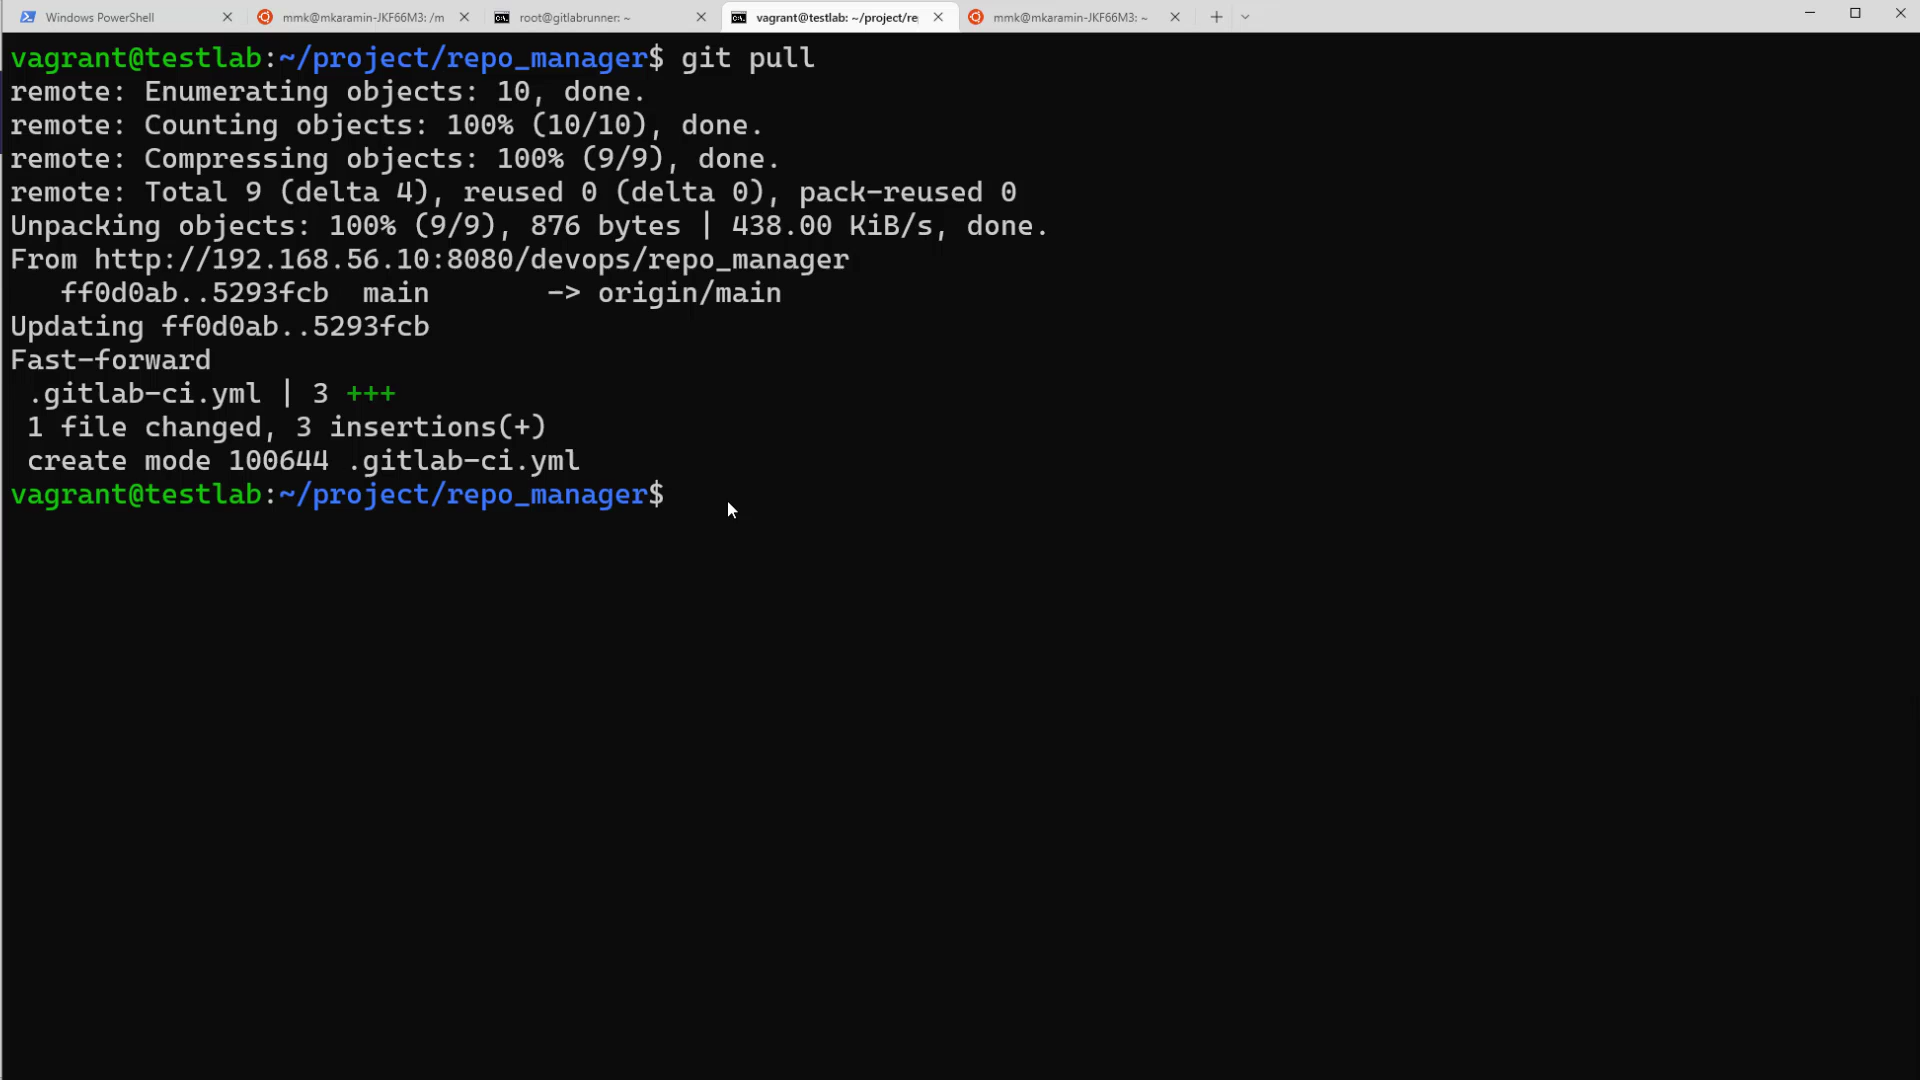 Windows PowerShell
mmk@mkaramin-JKF66M3: /m
root@gitlabrunner: ~
vagrant@testlab: ~/project/re
mmk@mkaramin-JKF66M3: ~
vagrant@testlab:~/project/repo_manager$ git pull
remote: Enumerating objects: 10, done.
remote: Counting objects: 100% (10/10), done.
remote: Compressing objects: 100% (9/9), done.
remote: Total 9 (delta 4), reused 0 (delta 0), pack-reused 0
Unpacking objects: 100% (9/9), 876 bytes | 438.00 KiB/s, done.
From http://192.168.56.10:8080/devops/repo_manager
   ff0d0ab..5293fcb  main       -> origin/main
Updating ff0d0ab..5293fcb
Fast-forward
 .gitlab-ci.yml | 3 +++
 1 file changed, 3 insertions(+)
 create mode 100644 .gitlab-ci.yml
vagrant@testlab:~/project/repo_manager$